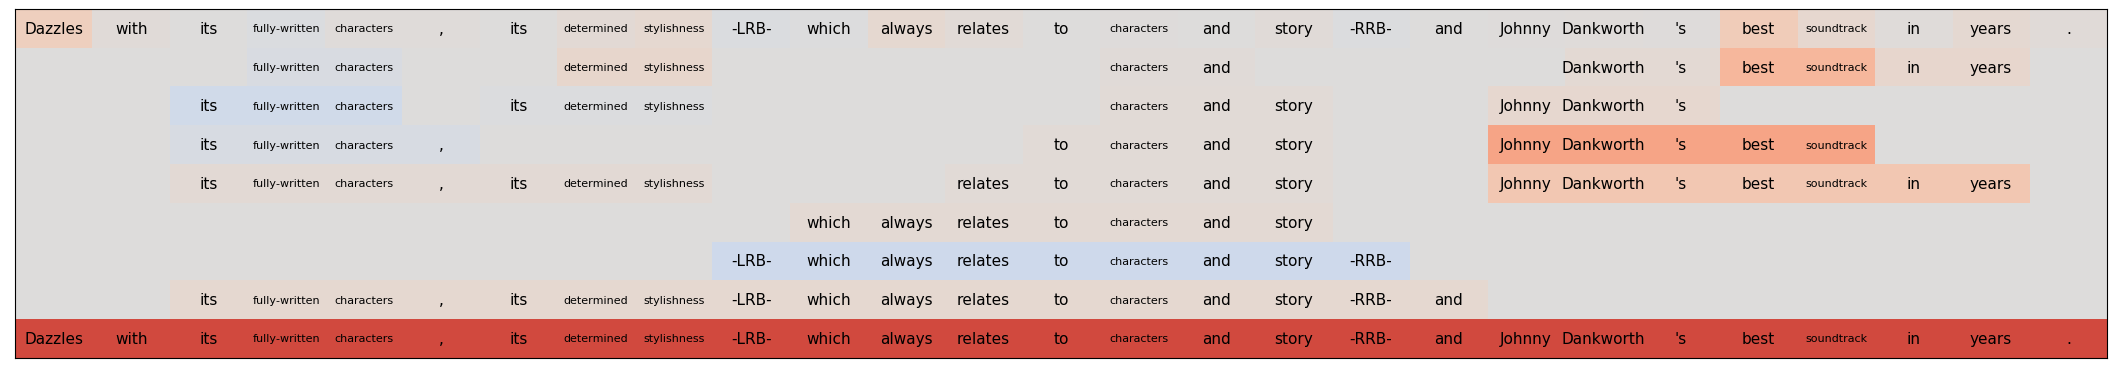 Dazzles with its fully-written characters , its determined stylishness -LRB- which always relates to characters and story -RRB- and Johnny Dankworth 's best soundtrack in years .
fully-written characters determined stylishness characters and Dankworth 's best soundtrack in years
its fully-written characters its determined stylishness characters and story Johnny Dankworth 's
its fully-written characters , to characters and story Johnny Dankworth 's best soundtrack
its fully-written characters , its determined stylishness relates to characters and story Johnny Dankworth 's best soundtrack in years
which always relates to characters and story
-LRB- which always relates to characters and story -RRB-
its fully-written characters , its determined stylishness -LRB- which always relates to characters and story -RRB- and
Dazzles with its fully-written characters , its determined stylishness -LRB- which always relates to characters and story -RRB- and Johnny Dankworth 's best soundtrack in years .